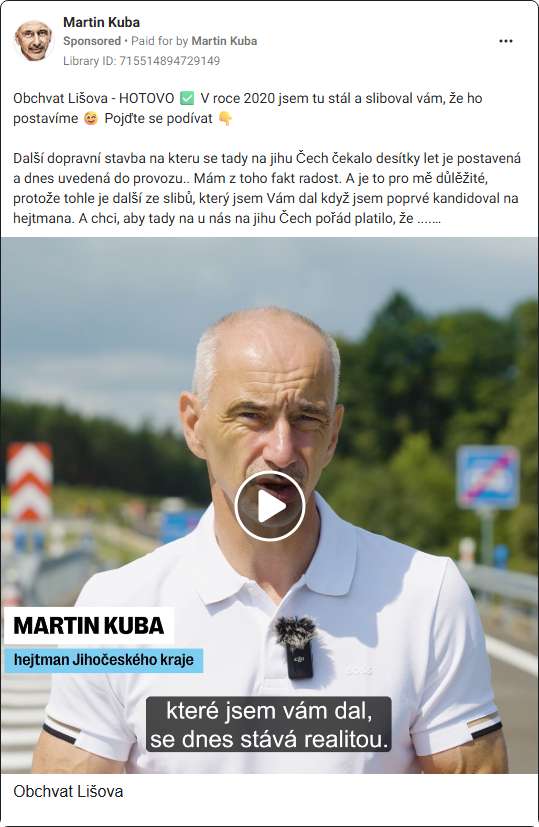 Martin Kuba
Sponsored • Paid for by Martin Kuba
Library ID: 715514894729149
Obchvat Lišova - HOTOVO ✅ V roce 2020 jsem tu stál a sliboval vám, že ho
postavíme 😊 Pojďte se podívat 👇
Další dopravní stavba na kteru se tady na jihu Čech čekalo desítky let je postavená
a dnes uvedená do provozu.. Mám z toho fakt radost. A je to pro mě důlěžité,
protože tohle je další ze slibů, který jsem Vám dal když jsem poprvé kandidoval na
hejtmana. A chci, aby tady na u nás na jihu Čech pořád platilo, že .......
MARTIN KUBA
hejtman Jihočeského kraje
BOSS
DJI
které jsem vám dal,
se dnes stává realitou.
Obchvat Lišova